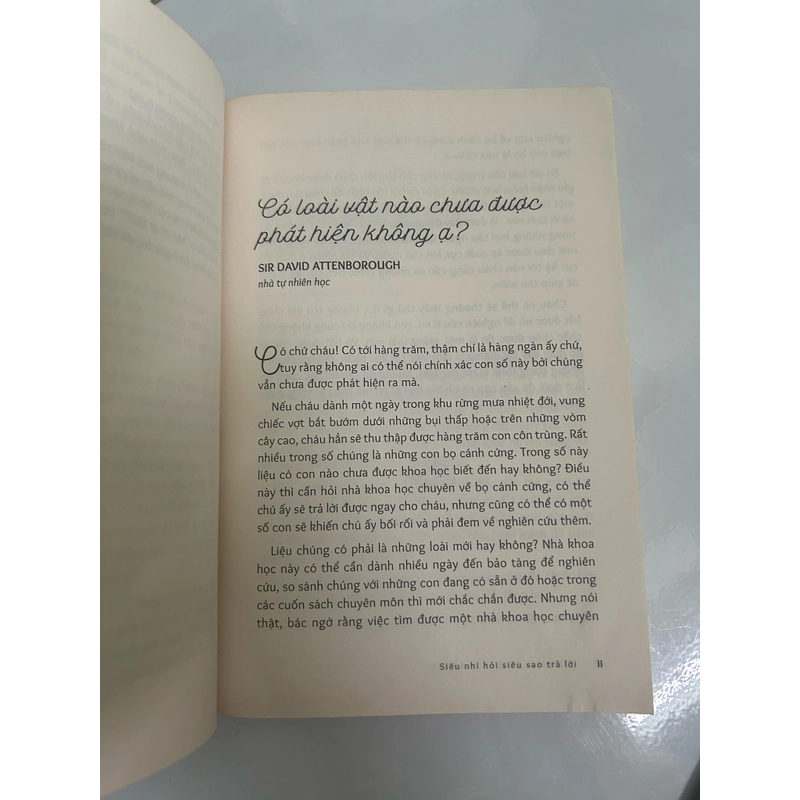 Có loài vật nào chưa được
phát hiện không ạ?
SIR DAVID ATTENBOROUGH
nhà tự nhiên học
Có chứ cháu! Có tới hàng trăm, thậm chí là hàng ngàn ấy chứ,
tuy rằng không ai có thể nói chính xác con số này bởi chúng
vẫn chưa được phát hiện ra mà.
Nếu cháu dành một ngày trong khu rừng mưa nhiệt đới, vung
chiếc vợt bắt bướm dưới những bụi thấp hoặc trên những vòm
cây cao, cháu hẳn sẽ thu thập được hàng trăm con côn trùng. Rất
nhiều trong số chúng là những con bọ cánh cứng. Trong số này
liệu có con nào chưa được khoa học biết đến hay không? Điều
này thì cần hỏi nhà khoa học chuyên về bọ cánh cứng, có thể
chú ấy sẽ trả lời được ngay cho cháu, nhưng cũng có thể có một
số con sẽ khiến chú ấy bối rối và phải đem về nghiên cứu thêm.
Liệu chúng có phải là những loài mới hay không? Nhà khoa
học này có thể cần dành nhiều ngày đến bảo tàng để nghiên
cứu, so sánh chúng với những con đang có sẵn ở đó hoặc trong
các cuốn sách chuyên môn thì mới chắc chắn được. Nhưng nói
thật, bác ngờ rằng việc tìm được một nhà khoa học chuyên
Siêu nhí hỏi siêu sao trả lời 11